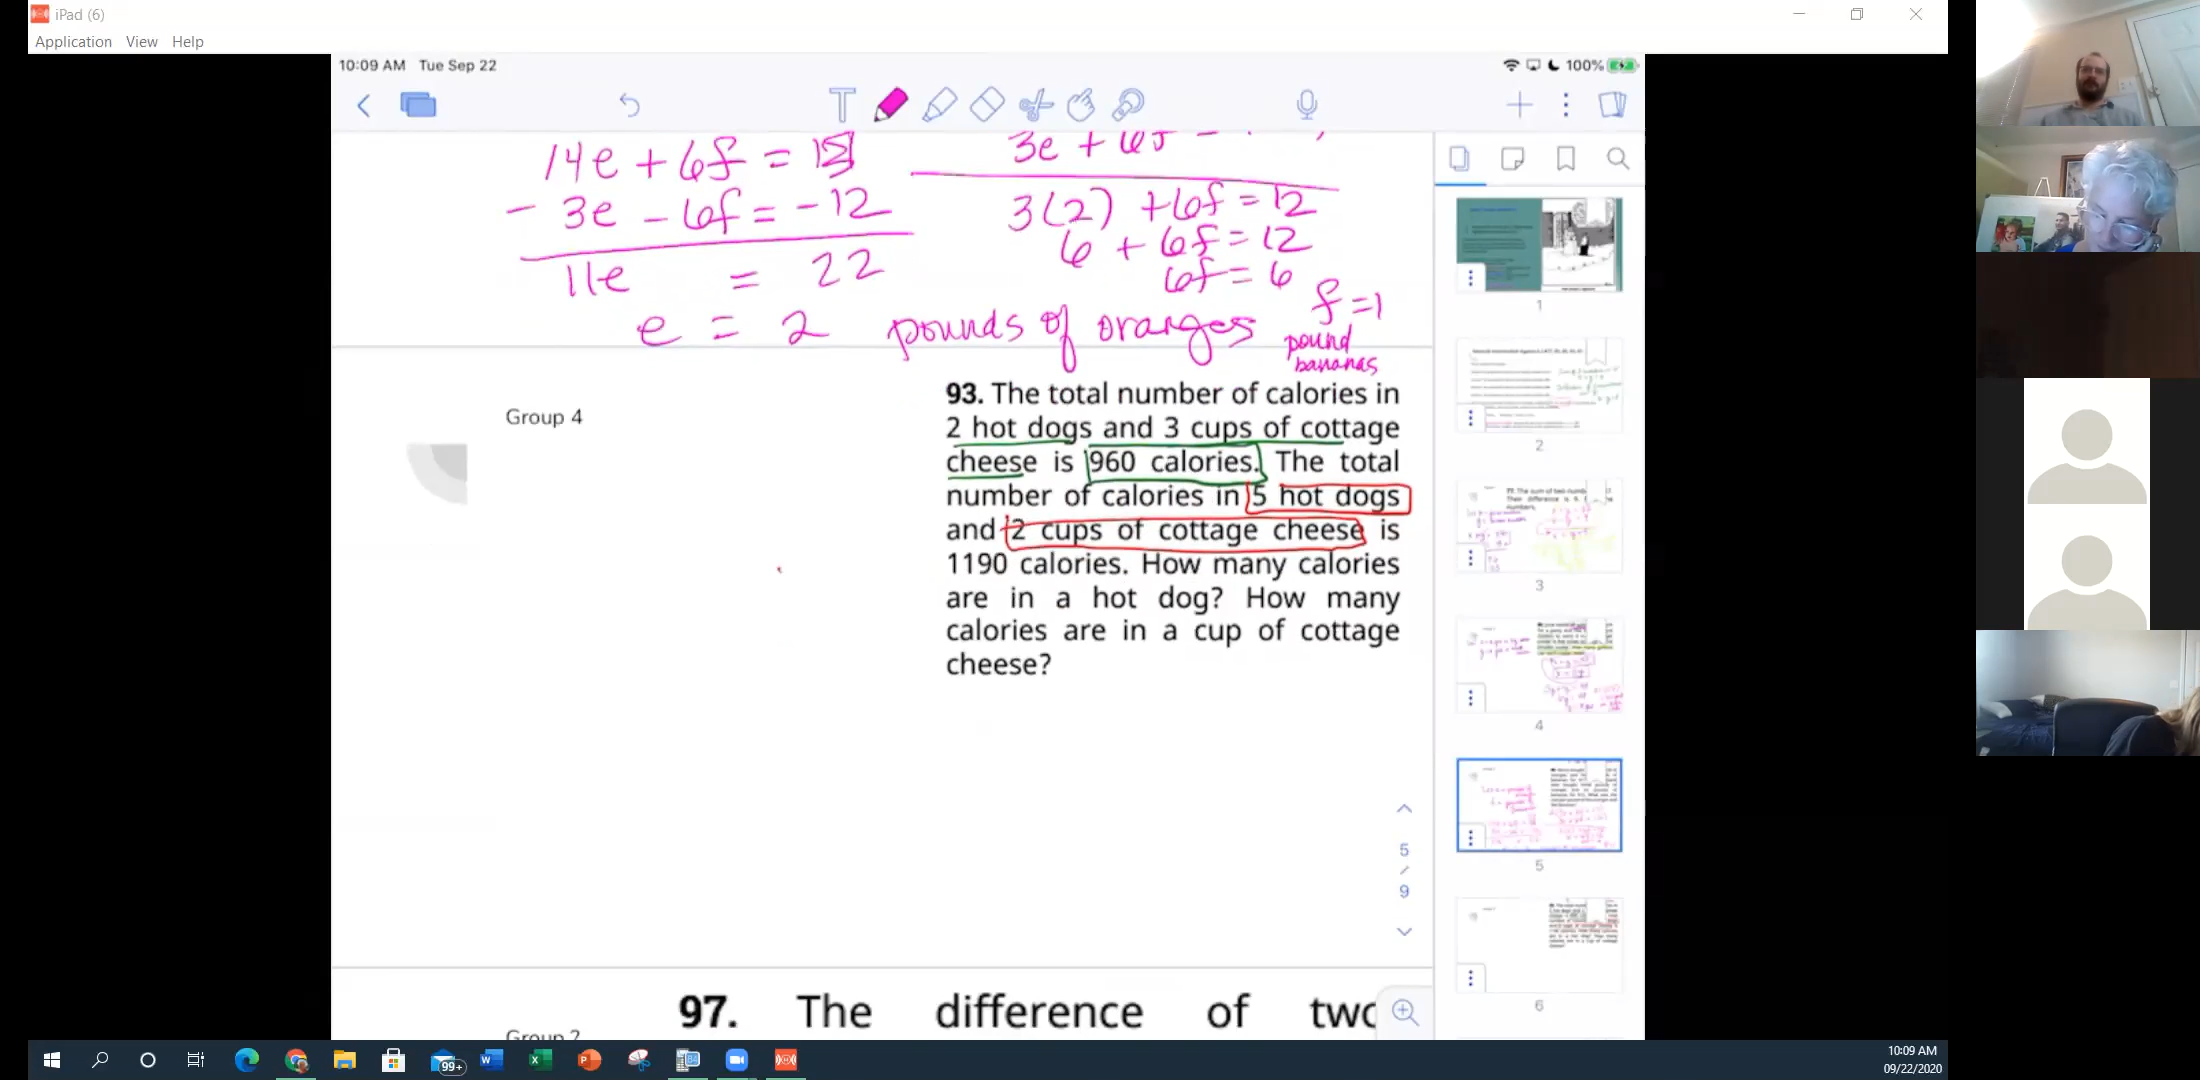 iPad (6)
Application View Help
10:09 AM Tue Sep 22
100%
14e + 6f =
3e + 6f =
- 3e - 6f = -12
3(2) + 6f = 12
6 + 6f = 12
11e = 22
6f = 6
f = 1
e = 2 pounds of oranges
pound
bananas
Group 4
93. The total number of calories in
2 hot dogs and 3 cups of cottage
cheese is 960 calories. The total
number of calories in 5 hot dogs
and 2 cups of cottage cheese is
1190 calories. How many calories
are in a hot dog? How many
calories are in a cup of cottage
cheese?
5
/
9
97. The difference of two
Group 2
1
2
3
4
5
6
99+
10:09 AM
09/22/2020